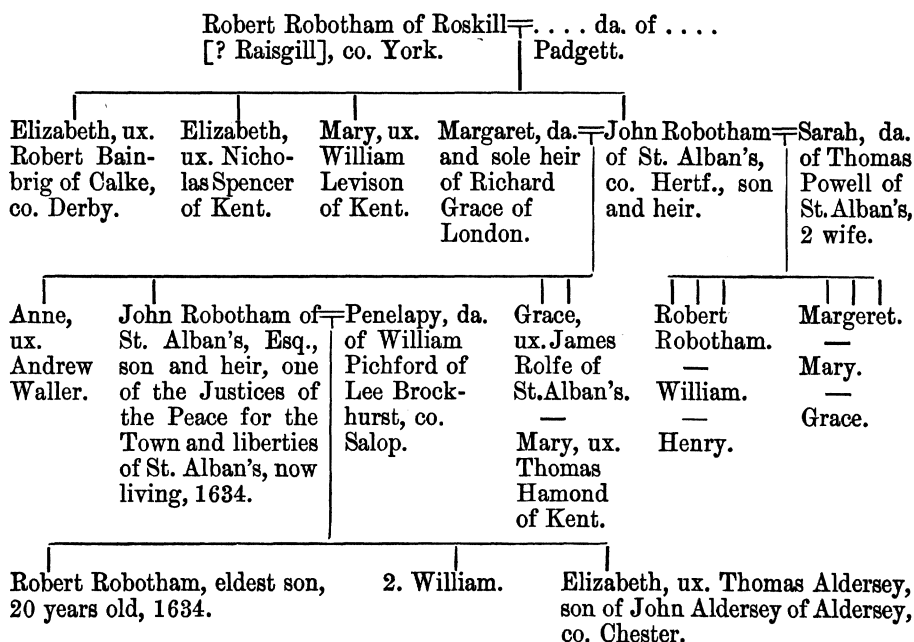 Robert Robotham of Roskill=. . . . da. of . . . .
[? Raisgill], co. York. Padgett.
Elizabeth, ux.
Robert Bain-
brig of Calke,
co. Derby.
Elizabeth,
ux. Nicho-
las Spencer
of Kent.
Mary, ux.
William
Levison
of Kent.
Margaret, da.
and sole heir
of Richard
Grace of
London.
=John Robotham=
of St. Alban's,
co. Hertf., son
and heir.
Sarah, da.
of Thomas
Powell of
St. Alban's,
2 wife.
Anne,
ux.
Andrew
Waller.
John Robotham of=
St. Alban's, Esq.,
son and heir, one
of the Justices of
the Peace for the
Town and liberties
of St. Alban's, now
living, 1634.
Penelapy, da.
of William
Pichford of
Lee Brock-
hurst, co.
Salop.
Grace,
ux. James
Rolfe of
St. Alban's.
—
Mary, ux.
Thomas
Hamond
of Kent.
Robert
Robotham.
—
William.
—
Henry.
Margeret.
—
Mary.
—
Grace.
Robert Robotham, eldest son,
20 years old, 1634.
2. William.
Elizabeth, ux. Thomas Aldersey,
son of John Aldersey of Aldersey,
co. Chester.